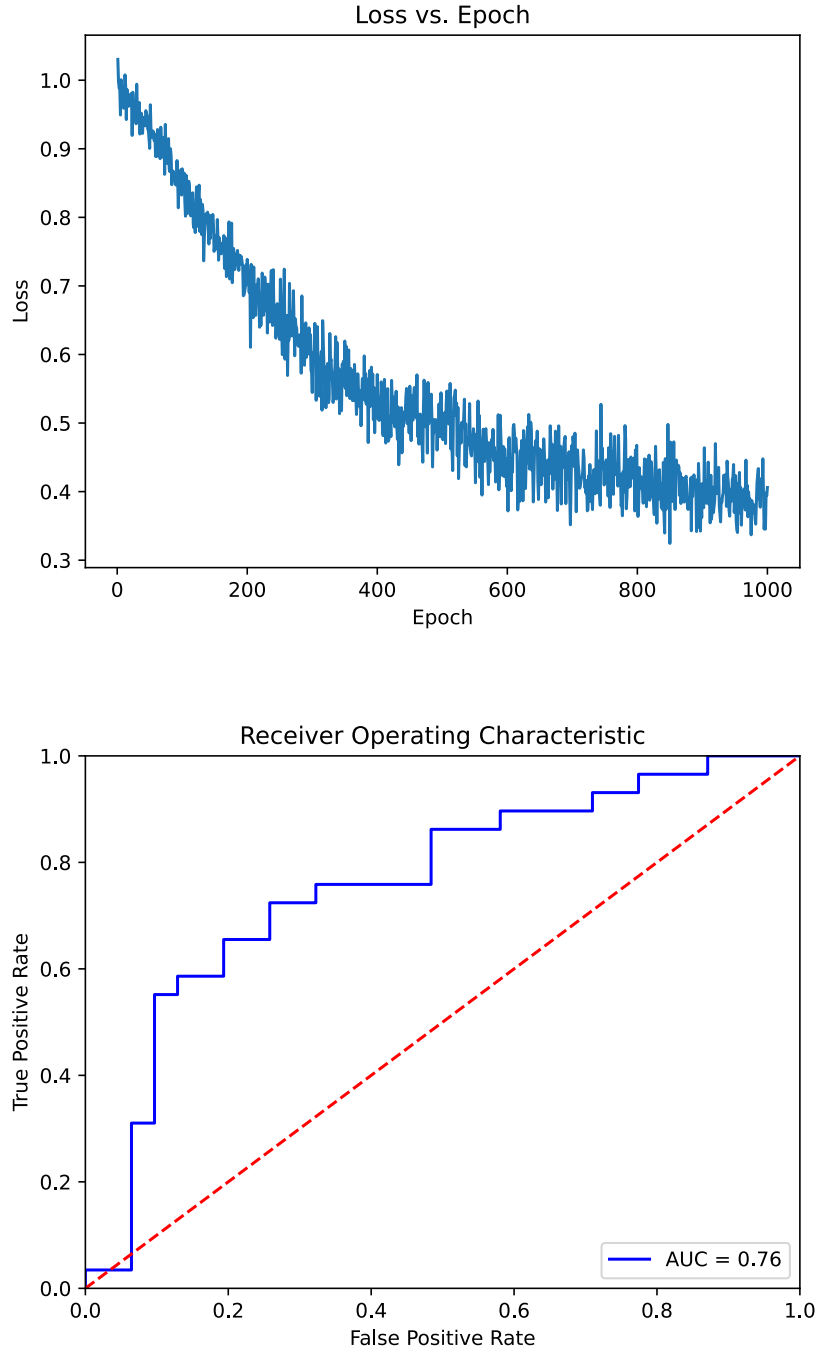 Loss vs. Epoch
1.0
0.9
0.8
0.7
0.6
0.5
0.4
0.3
Loss
0 200 400 600 800 1000
Epoch
Receiver Operating Characteristic
1.0
0.8
0.6
0.4
0.2
0.0
True Positive Rate
AUC = 0.76
0.0 0.2 0.4 0.6 0.8 1.0
False Positive Rate